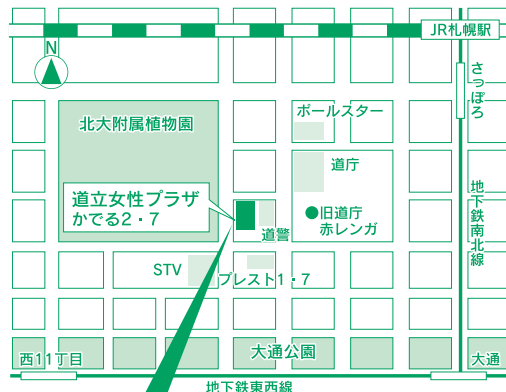 JR札幌駅
N
さっぽろ
ポールスター
北大附属植物園
道庁
道立女性プラザ
かでる2・7
地下鉄南北線
旧道庁
赤レンガ
道警
STV
プレスト1・7
大通公園
西11丁目
大通
地下鉄東西線